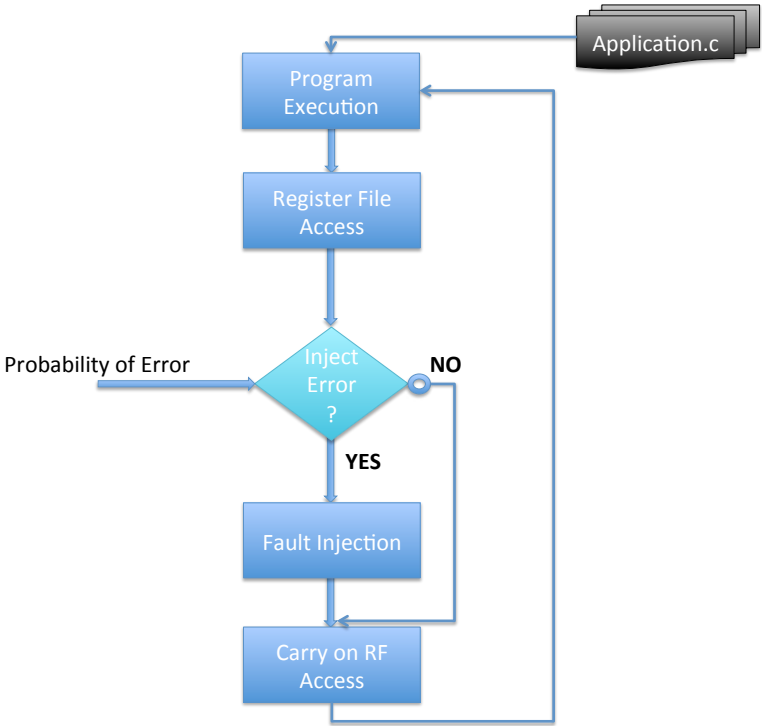 Application.c
Program
Execution
Register File
Access
Probability of Error
Inject
Error
?
NO
YES
Fault Injection
Carry on RF
Access